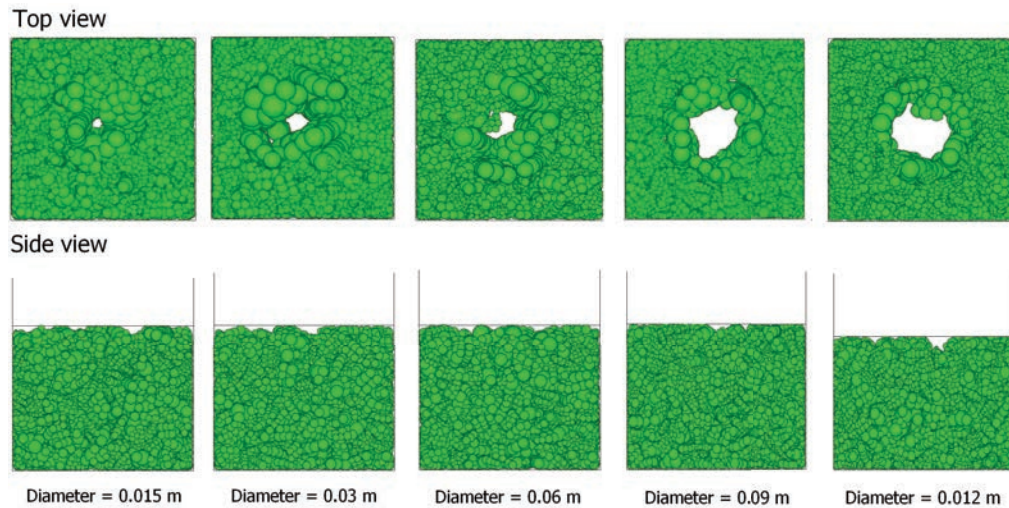 Top view
Side view
Diameter = 0.015 m
Diameter = 0.03 m
Diameter = 0.06 m
Diameter = 0.09 m
Diameter = 0.012 m